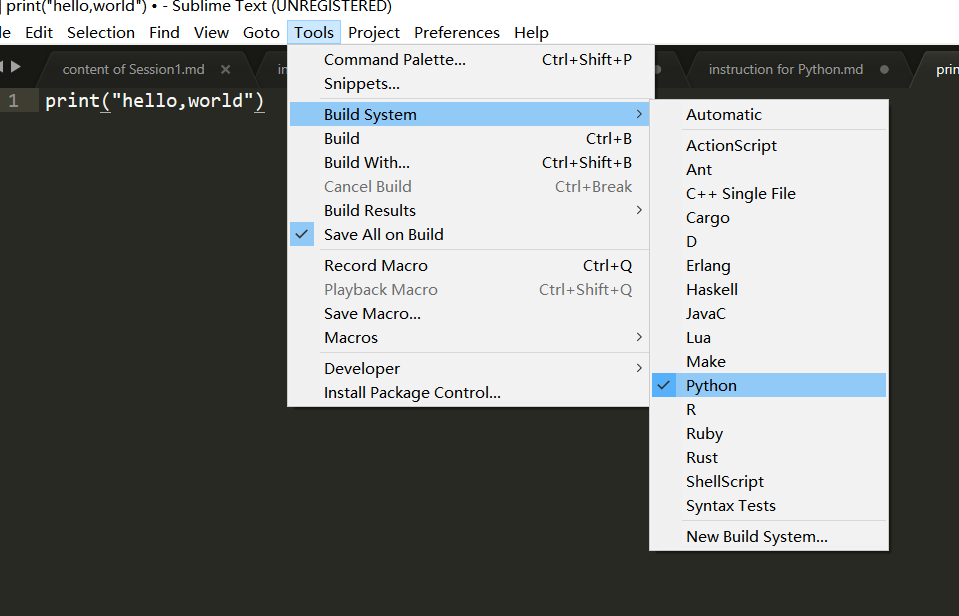 print("hello,world") • - Sublime Text (UNREGISTERED)
le Edit Selection Find View Goto Tools Project Preferences Help
content of Session1.md × in instruction for Python.md prin
1 print("hello,world")
Command Palette... Ctrl+Shift+P
Snippets...
Build System
Build Ctrl+B
Build With... Ctrl+Shift+B
Cancel Build Ctrl+Break
Build Results
Save All on Build
Record Macro Ctrl+Q
Playback Macro Ctrl+Shift+Q
Save Macro...
Macros
Developer
Install Package Control...
Automatic
ActionScript
Ant
C++ Single File
Cargo
D
Erlang
Haskell
JavaC
Lua
Make
Python
R
Ruby
Rust
ShellScript
Syntax Tests
New Build System...